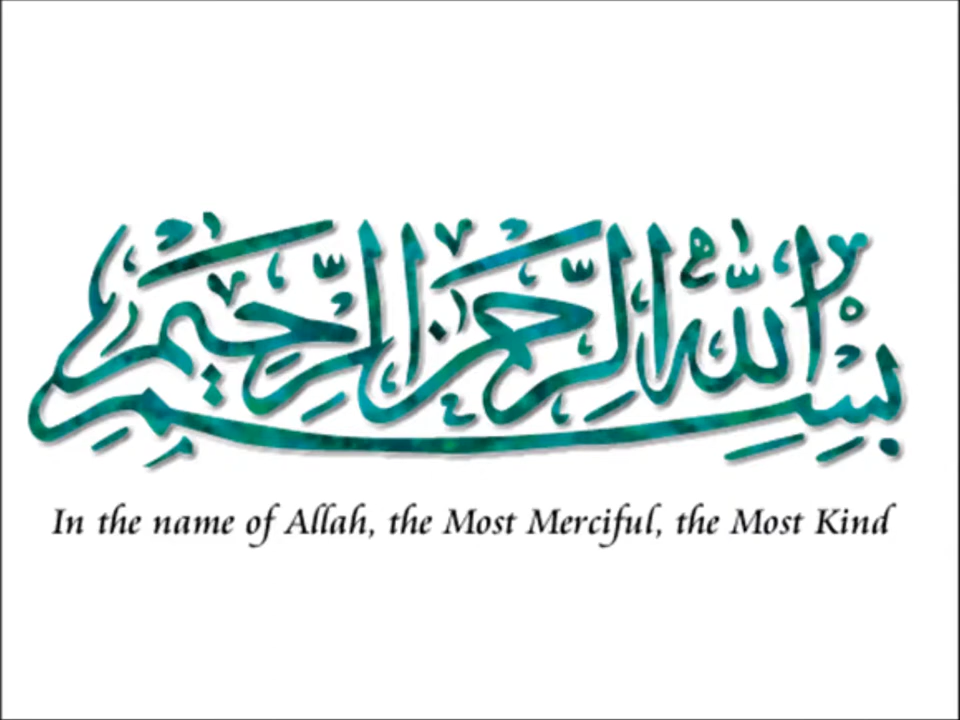 بسم الله الرحمن الرحيم
In the name of Allah, the Most Merciful, the Most Kind